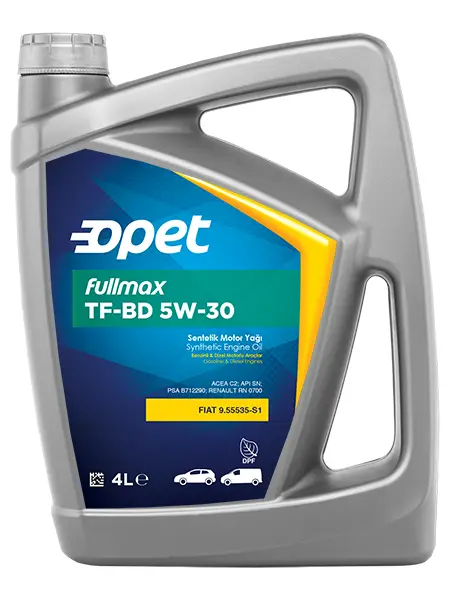 opet
fullmax
TF-BD 5W-30
Sentetik Motor Yağı
Synthetic Engine Oil
Benzinli & Dizel Motorlu Araçlar
Gasoline & Diesel Engines
ACEA C2; API SN;
PSA B712290; RENAULT RN 0700
FIAT 9.55535-S1
DPF
4L℮